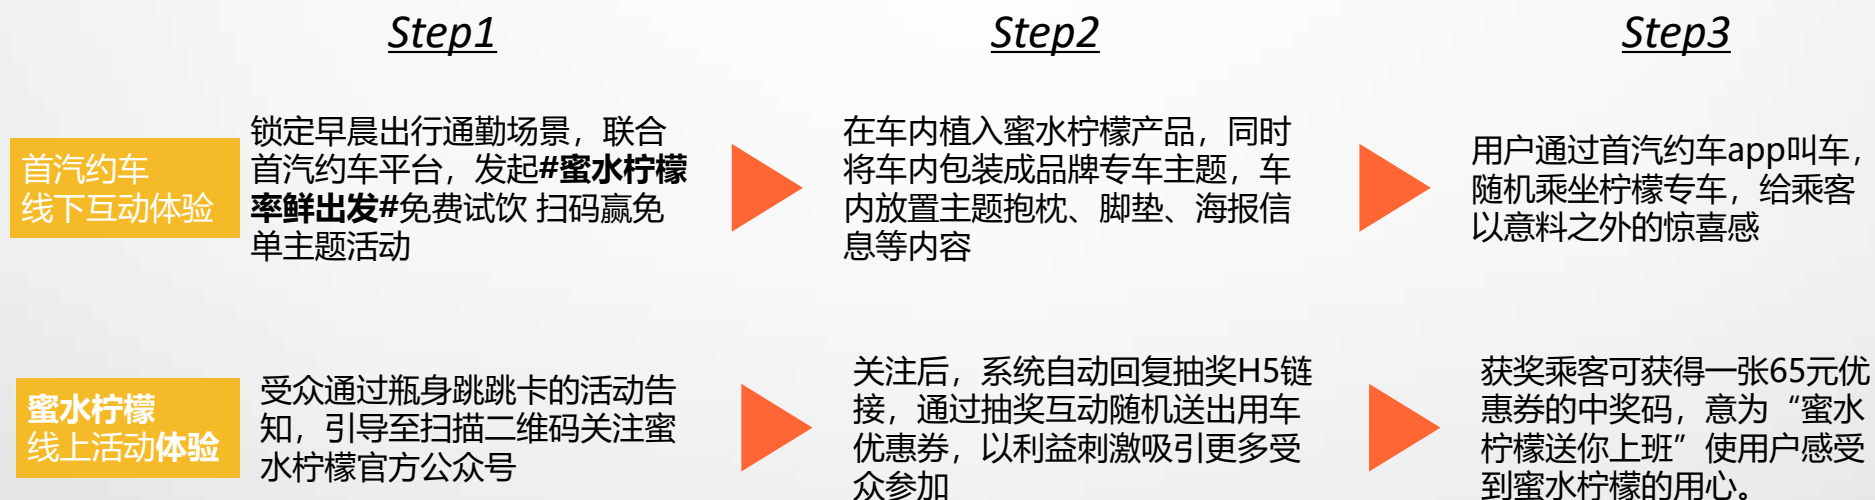 Step1
Step2
Step3
首汽约车
线下互动体验
锁定早晨出行通勤场景，联合
首汽约车平台，发起#蜜水柠檬
率鲜出发#免费试饮 扫码赢免
单主题活动
在车内植入蜜水柠檬产品，同时
将车内包装成品牌专车主题，车
内放置主题抱枕、脚垫、海报信
息等内容
用户通过首汽约车app叫车，
随机乘坐柠檬专车，给乘客
以意料之外的惊喜感
蜜水柠檬
线上活动体验
受众通过瓶身跳跳卡的活动告
知，引导至扫描二维码关注蜜
水柠檬官方公众号
关注后，系统自动回复抽奖H5链
接，通过抽奖互动随机送出用车
优惠券，以利益刺激吸引更多受
众参加
获奖乘客可获得一张65元优
惠券的中奖码，意为“蜜水
柠檬送你上班”使用户感受
到蜜水柠檬的用心。